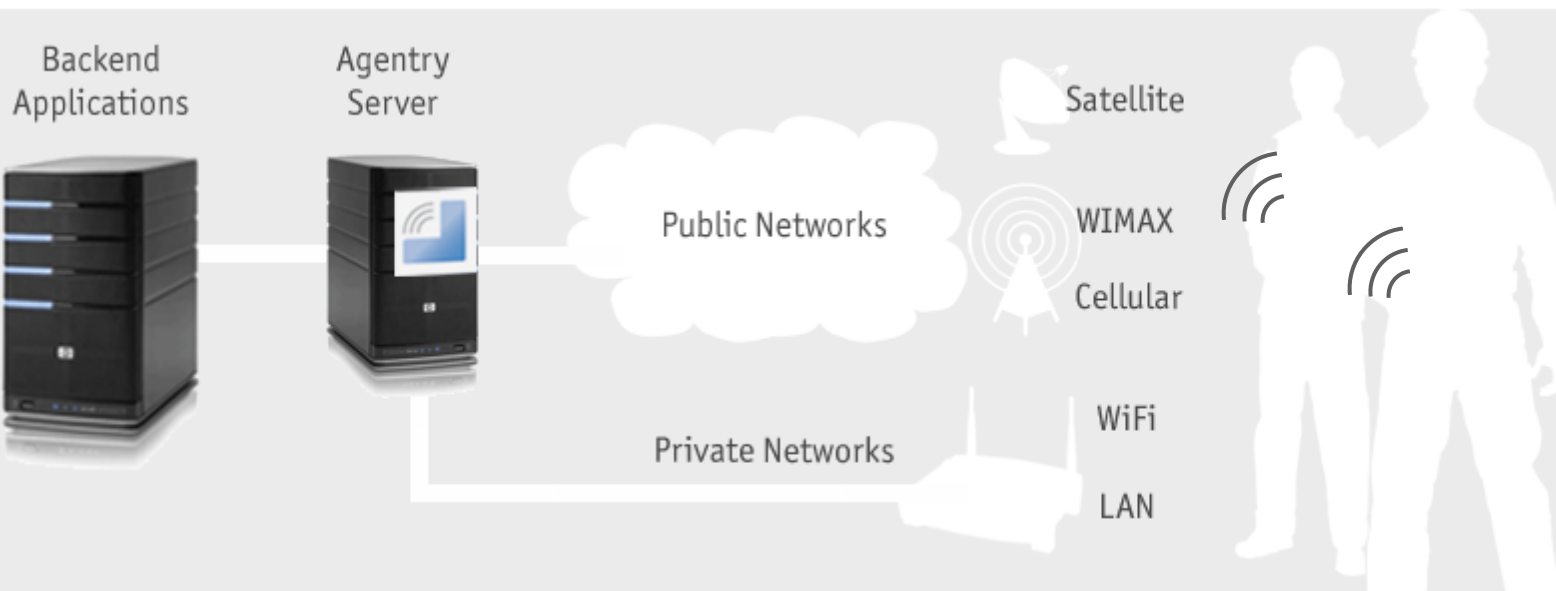 Backend
Applications
Agentry
Server
Public Networks
Private Networks
Satellite
WIMAX
Cellular
WiFi
LAN